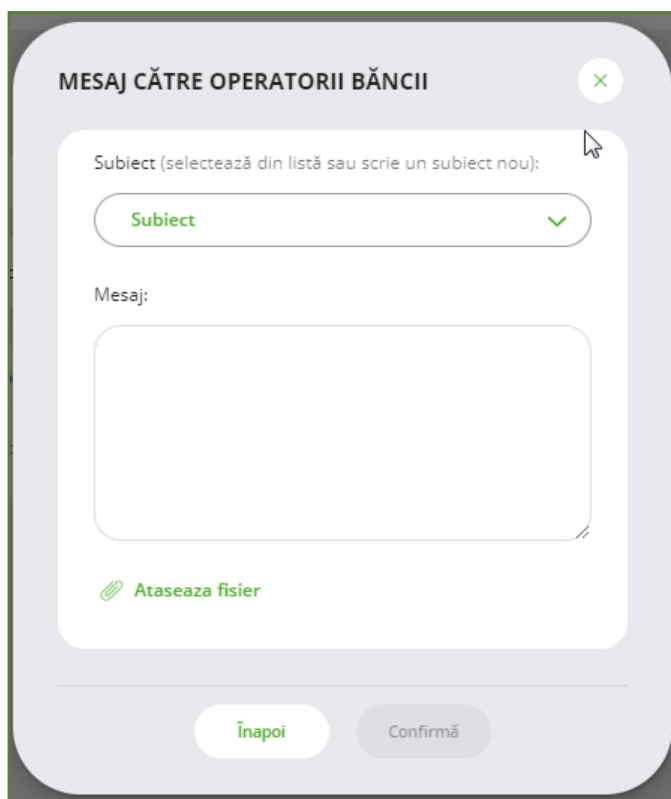 MESAJ CĂTRE OPERATORII BĂNCII
Subiect (selectează din listă sau scrie un subiect nou):
Subiect
Mesaj:
Ataseaza fisier
Înapoi
Confirmă